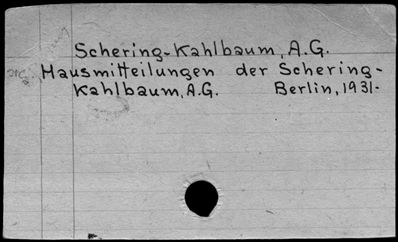 Schering-Kahlbaum, A.G.
Hausmitteilungen der Schering-
Kahlbaum, A.G. Berlin, 1931-